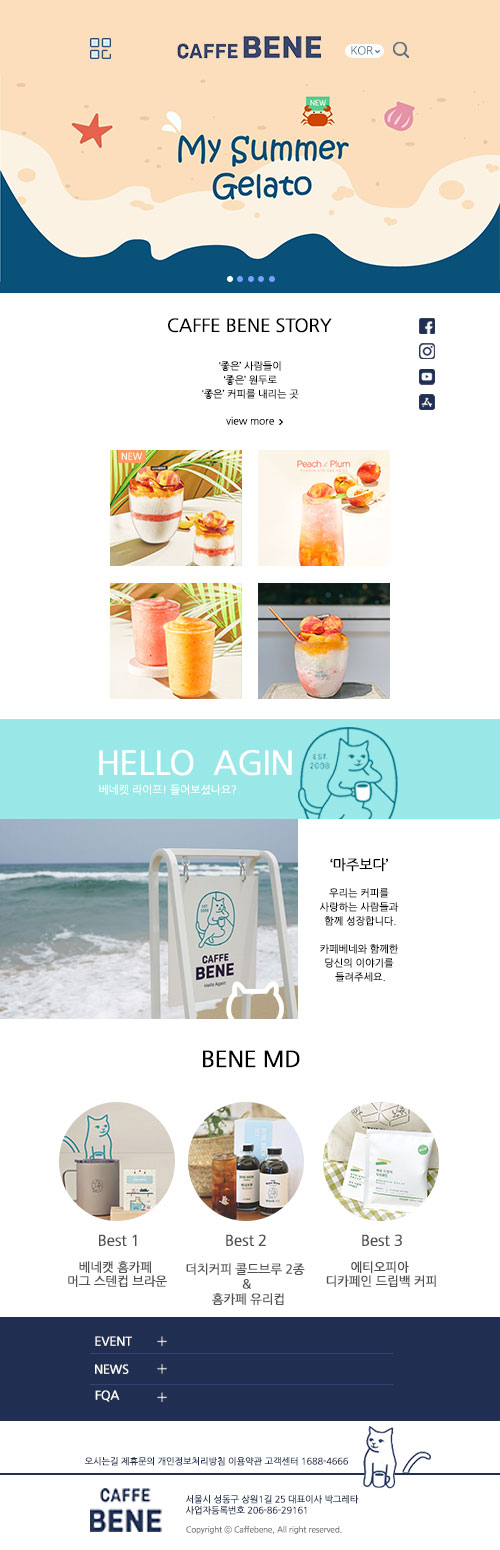 CAFFE BENE
KOR
NEW
My Summer
Gelato
CAFFE BENE STORY
'좋은' 사람들이
'좋은' 원두로
'좋은' 커피를 내리는 곳
view more
NEW
Peach & Plum
HELLO AGIN
베네켓 라이프! 들어보셨나요?
EST.
2008
CAFFE
BENE
Hello Again
'마주보다'
우리는 커피를
사랑하는 사람들과
함께 성장합니다.
카페베네와 함께한
당신의 이야기를
들려주세요.
BENE MD
Best 1
베네캣 홈카페
머그 스텐컵 브라운
Best 2
더치커피 콜드브루 2종
&
홈카페 유리컵
Best 3
에티오피아
디카페인 드립백 커피
EVENT
NEWS
FQA
오시는길 제휴문의 개인정보처리방침 이용약관 고객센터 1688-4666
CAFFE
BENE
서울시 성동구 상원1길 25 대표이사 박그레타
사업자등록번호 206-86-29161
Copyright ⓒ Caffebene, All right reserved.